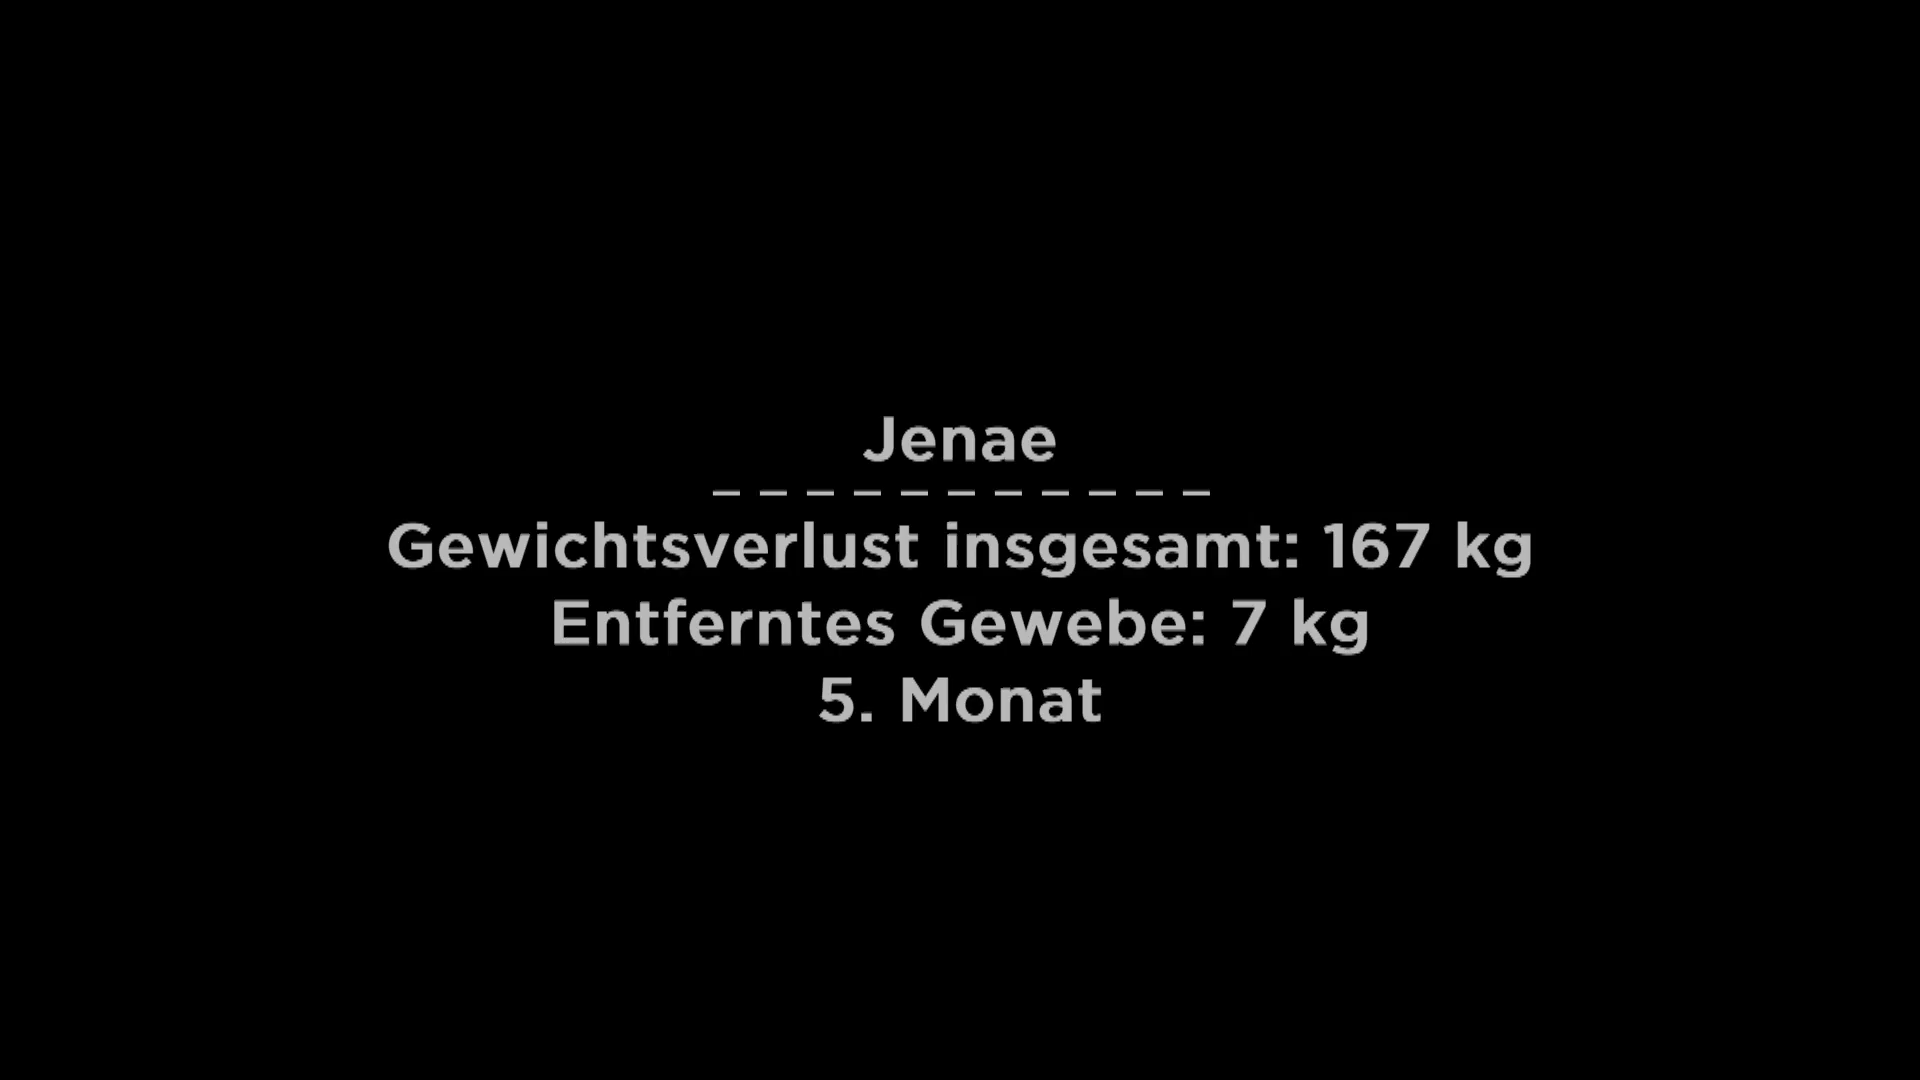 Jenae
Gewichtsverlust insgesamt: 167 kg
Entferntes Gewebe: 7 kg
5. Monat